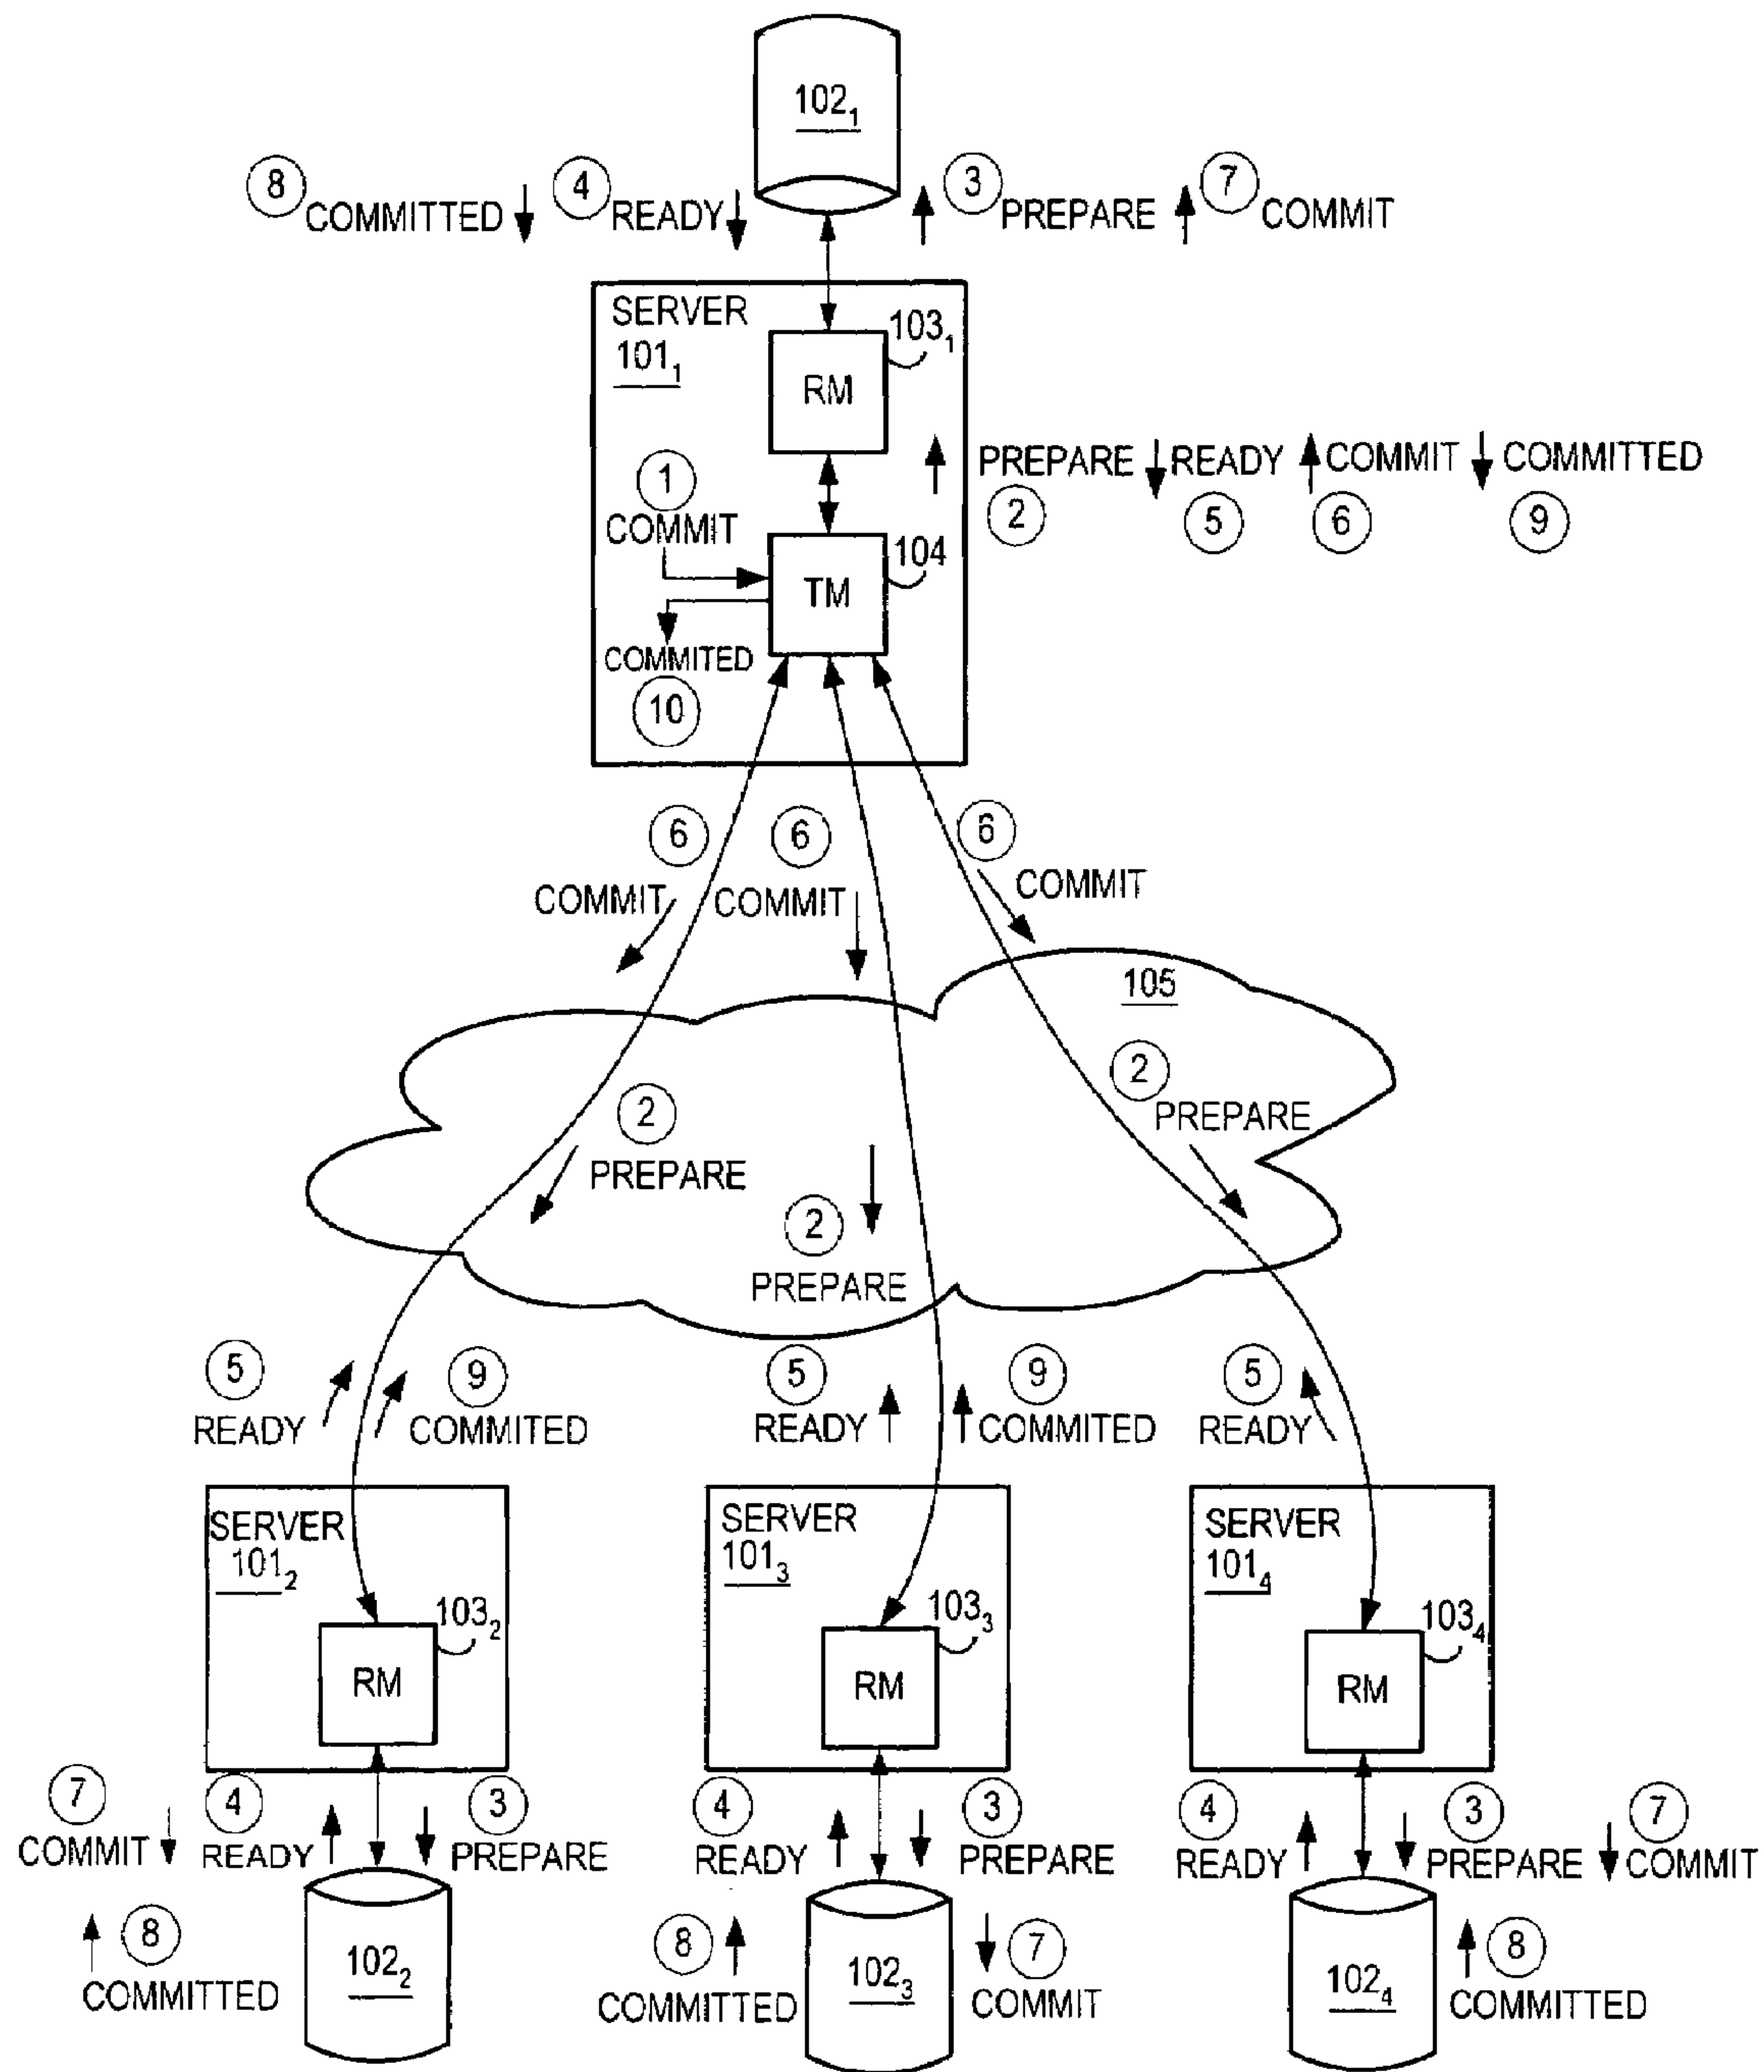 102₁
8 COMMITTED 4 READY 3 PREPARE 7 COMMIT
SERVER
101₁
103₁
RM
1
COMMIT
PREPARE READY COMMIT COMMITTED
2 5 6 9
104
TM
COMMITED
10
6 6 6
COMMIT COMMIT COMMIT
105
2
PREPARE
2
PREPARE
2
PREPARE
5 READY 9 COMMITED
5 READY 9 COMMITED
5 READY
SERVER
101₂
103₂
RM
SERVER
101₃
103₃
RM
SERVER
101₄
103₄
RM
7 COMMIT 4 READY 3 PREPARE
8 COMMITTED
102₂
4 READY 3 PREPARE
8 COMMITTED
102₃
7 COMMIT
4 READY 3 PREPARE 7 COMMIT
102₄
8 COMMITTED